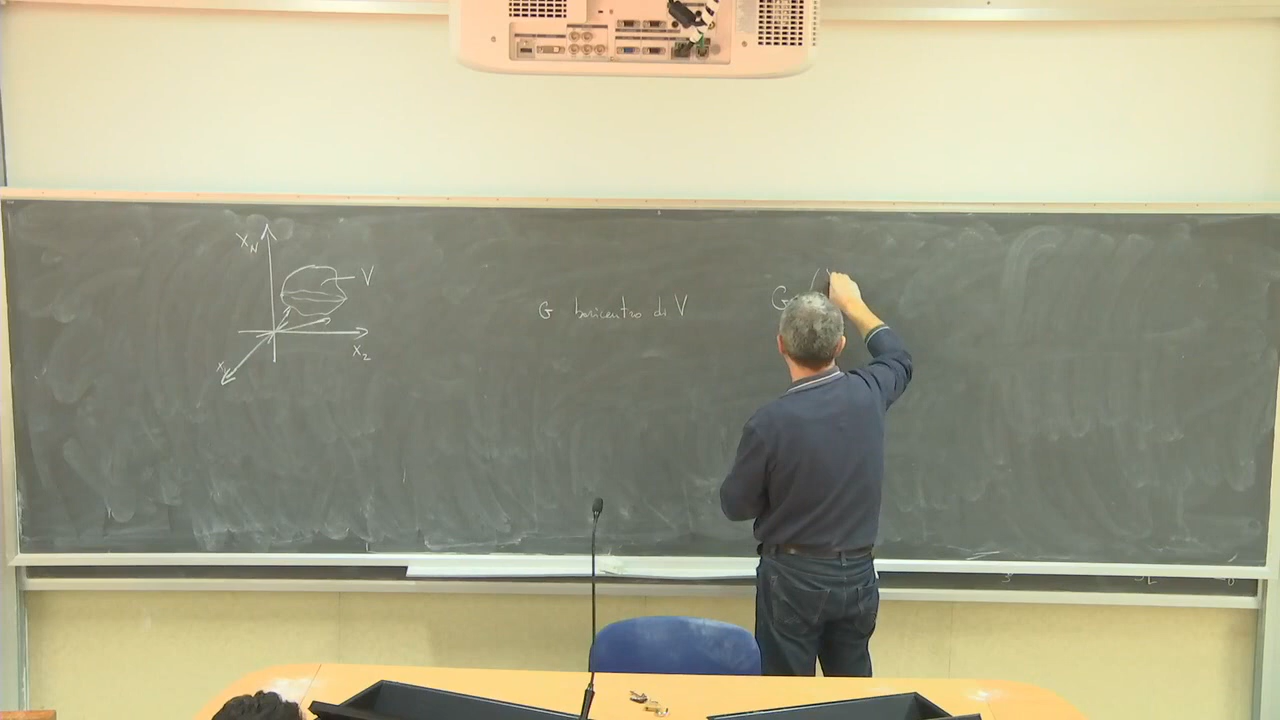 X_N
V
X_2
X
G baricentro di V
G